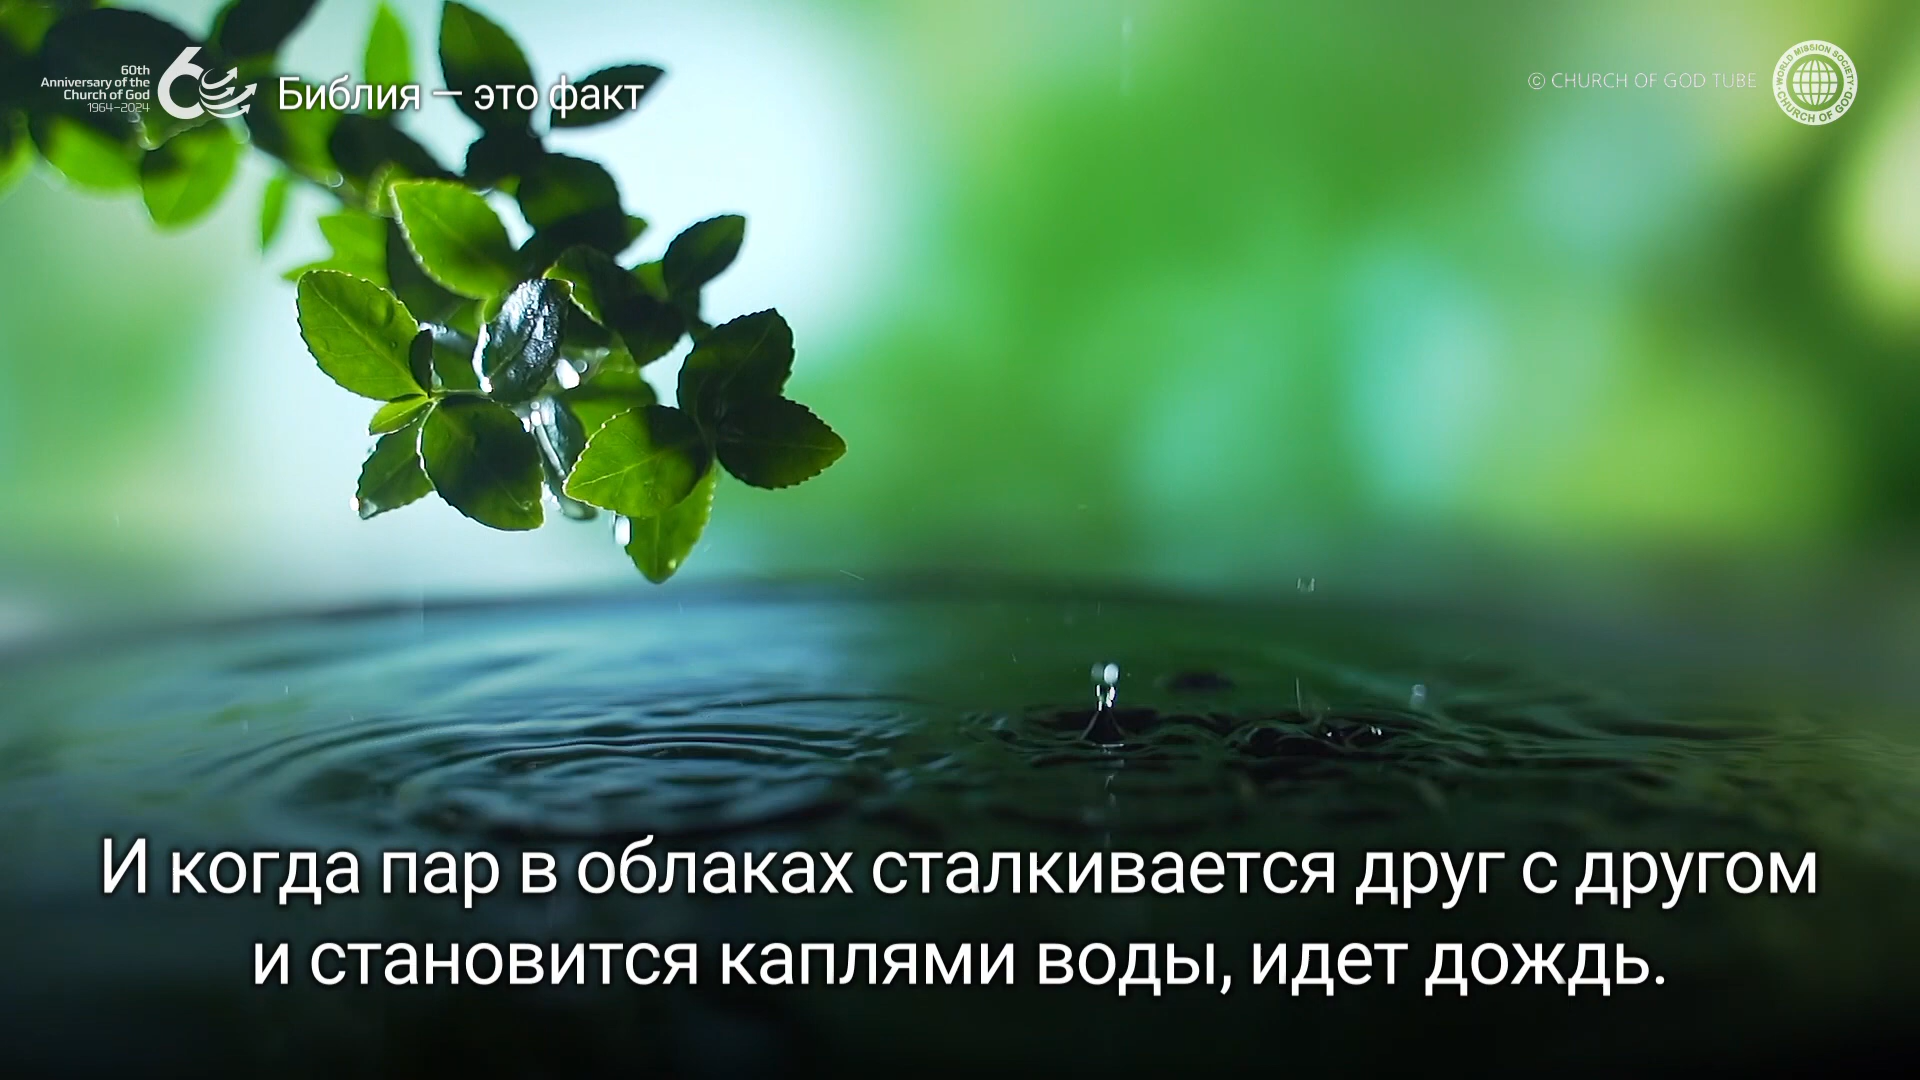 60th
Anniversary of the
Church of God
1964–2024
Библия – это факт
© CHURCH OF GOD TUBE
WORLD MISSION SOCIETY
CHURCH OF GOD
И когда пар в облаках сталкивается друг с другом
и становится каплями воды, идет дождь.